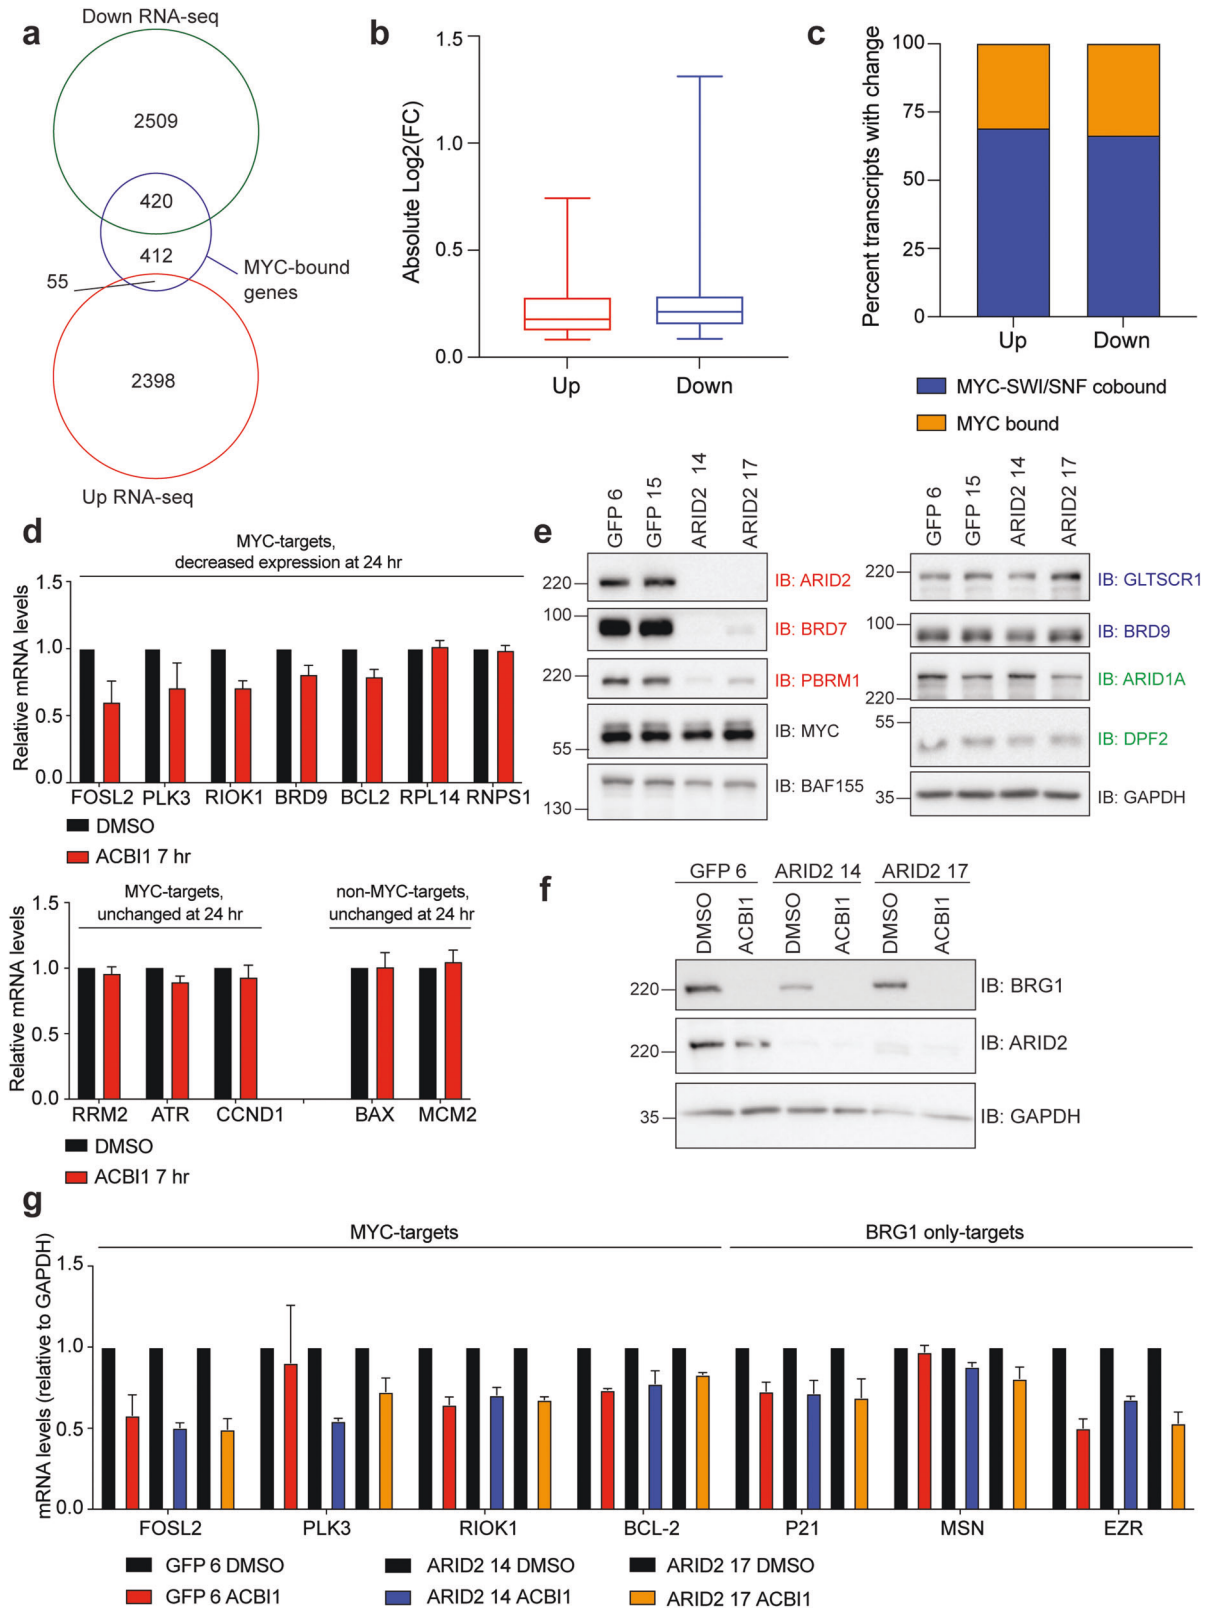 a
Down RNA-seq
2509
420
412
55
MYC-bound
genes
2398
Up RNA-seq
b
Absolute Log2(FC)
1.5
1.0
0.5
0.0
Up
Down
c
Percent transcripts with change
100
75
50
25
0
Up
Down
MYC-SWI/SNF cobound
MYC bound
d
MYC-targets,
decreased expression at 24 hr
Relative mRNA levels
1.5
1.0
0.5
0.0
FOSL2 PLK3 RIOK1 BRD9 BCL2 RPL14 RNPS1
DMSO
ACBI1 7 hr
MYC-targets,
unchanged at 24 hr
non-MYC-targets,
unchanged at 24 hr
Relative mRNA levels
1.5
1.0
0.5
0.0
RRM2 ATR CCND1 BAX MCM2
DMSO
ACBI1 7 hr
e
GFP 6
GFP 15
ARID2 14
ARID2 17
220 IB: ARID2
100 IB: BRD7
220 IB: PBRM1
IB: MYC
55
IB: BAF155
130
GFP 6
GFP 15
ARID2 14
ARID2 17
220 IB: GLTSCR1
100 IB: BRD9
IB: ARID1A
220
55
IB: DPF2
35 IB: GAPDH
f
GFP 6 ARID2 14 ARID2 17
DMSO
ACBI1
DMSO
ACBI1
DMSO
ACBI1
220 IB: BRG1
220 IB: ARID2
35 IB: GAPDH
g
MYC-targets
BRG1 only-targets
mRNA levels (relative to GAPDH)
1.5
1.0
0.5
0.0
FOSL2 PLK3 RIOK1 BCL-2 P21 MSN EZR
GFP 6 DMSO ARID2 14 DMSO ARID2 17 DMSO
GFP 6 ACBI1 ARID2 14 ACBI1 ARID2 17 ACBI1